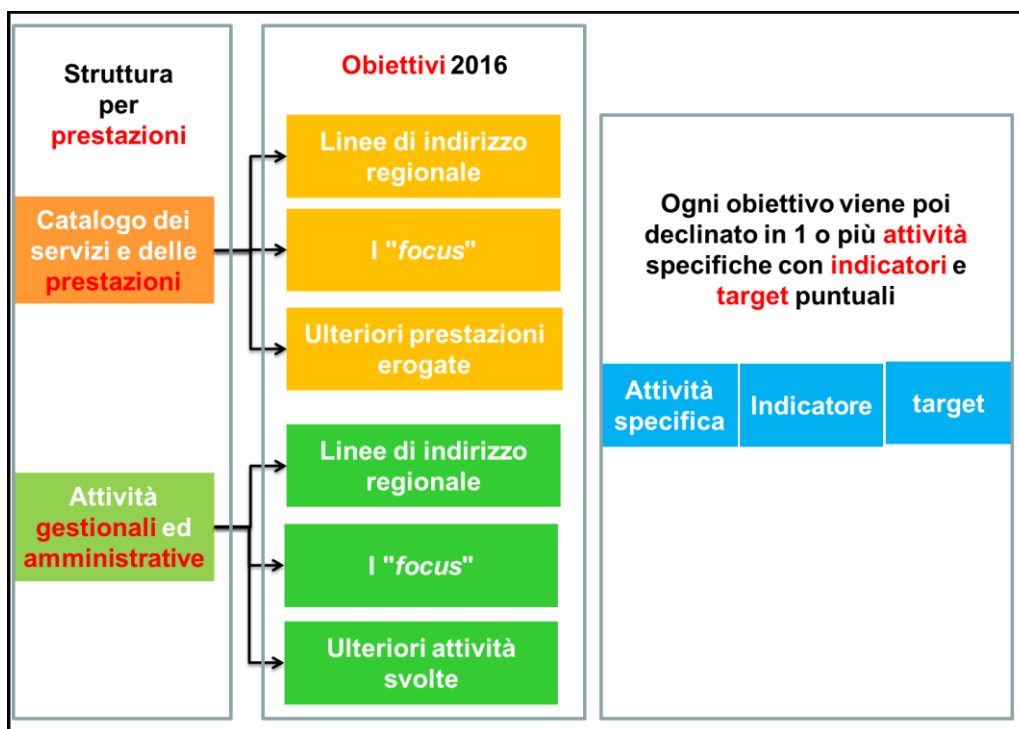 Struttura
per
prestazioni
Catalogo dei
servizi e delle
prestazioni
Attività
gestionali ed
amministrative
Obiettivi 2016
Linee di indirizzo
regionale
I "focus"
Ulteriori prestazioni
erogate
Linee di indirizzo
regionale
I "focus"
Ulteriori attività
svolte
Ogni obiettivo viene poi
declinato in 1 o più attività
specifiche con indicatori e
target puntuali
Attività
specifica
Indicatore
target